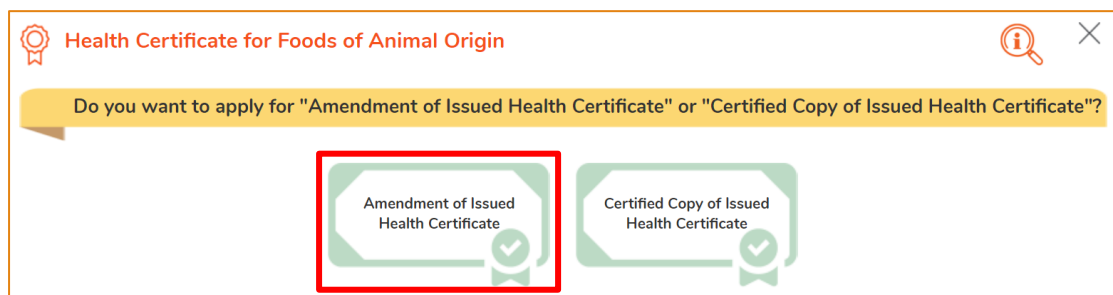 Health Certificate for Foods of Animal Origin
Do you want to apply for "Amendment of Issued Health Certificate" or "Certified Copy of Issued Health Certificate"?
Amendment of Issued
Health Certificate
Certified Copy of Issued
Health Certificate